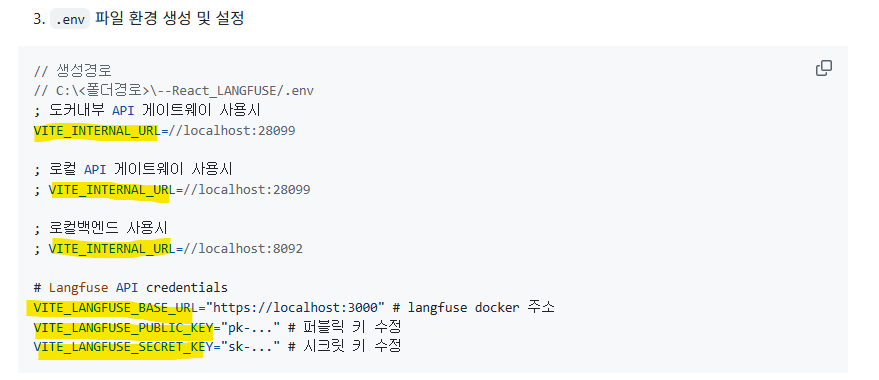 3. .env 파일 환경 생성 및 설정
// 생성경로
// C:\<폴더경로>\--React_LANGFUSE/.env
; 도커내부 API 게이트웨이 사용시
VITE_INTERNAL_URL=//localhost:28099
; 로컬 API 게이트웨이 사용시
; VITE_INTERNAL_URL=//localhost:28099
; 로컬백엔드 사용시
; VITE_INTERNAL_URL=//localhost:8092
# Langfuse API credentials
VITE_LANGFUSE_BASE_URL="https://localhost:3000" # langfuse docker 주소
VITE_LANGFUSE_PUBLIC_KEY="pk-..." # 퍼블릭 키 수정
VITE_LANGFUSE_SECRET_KEY="sk-..." # 시크릿 키 수정